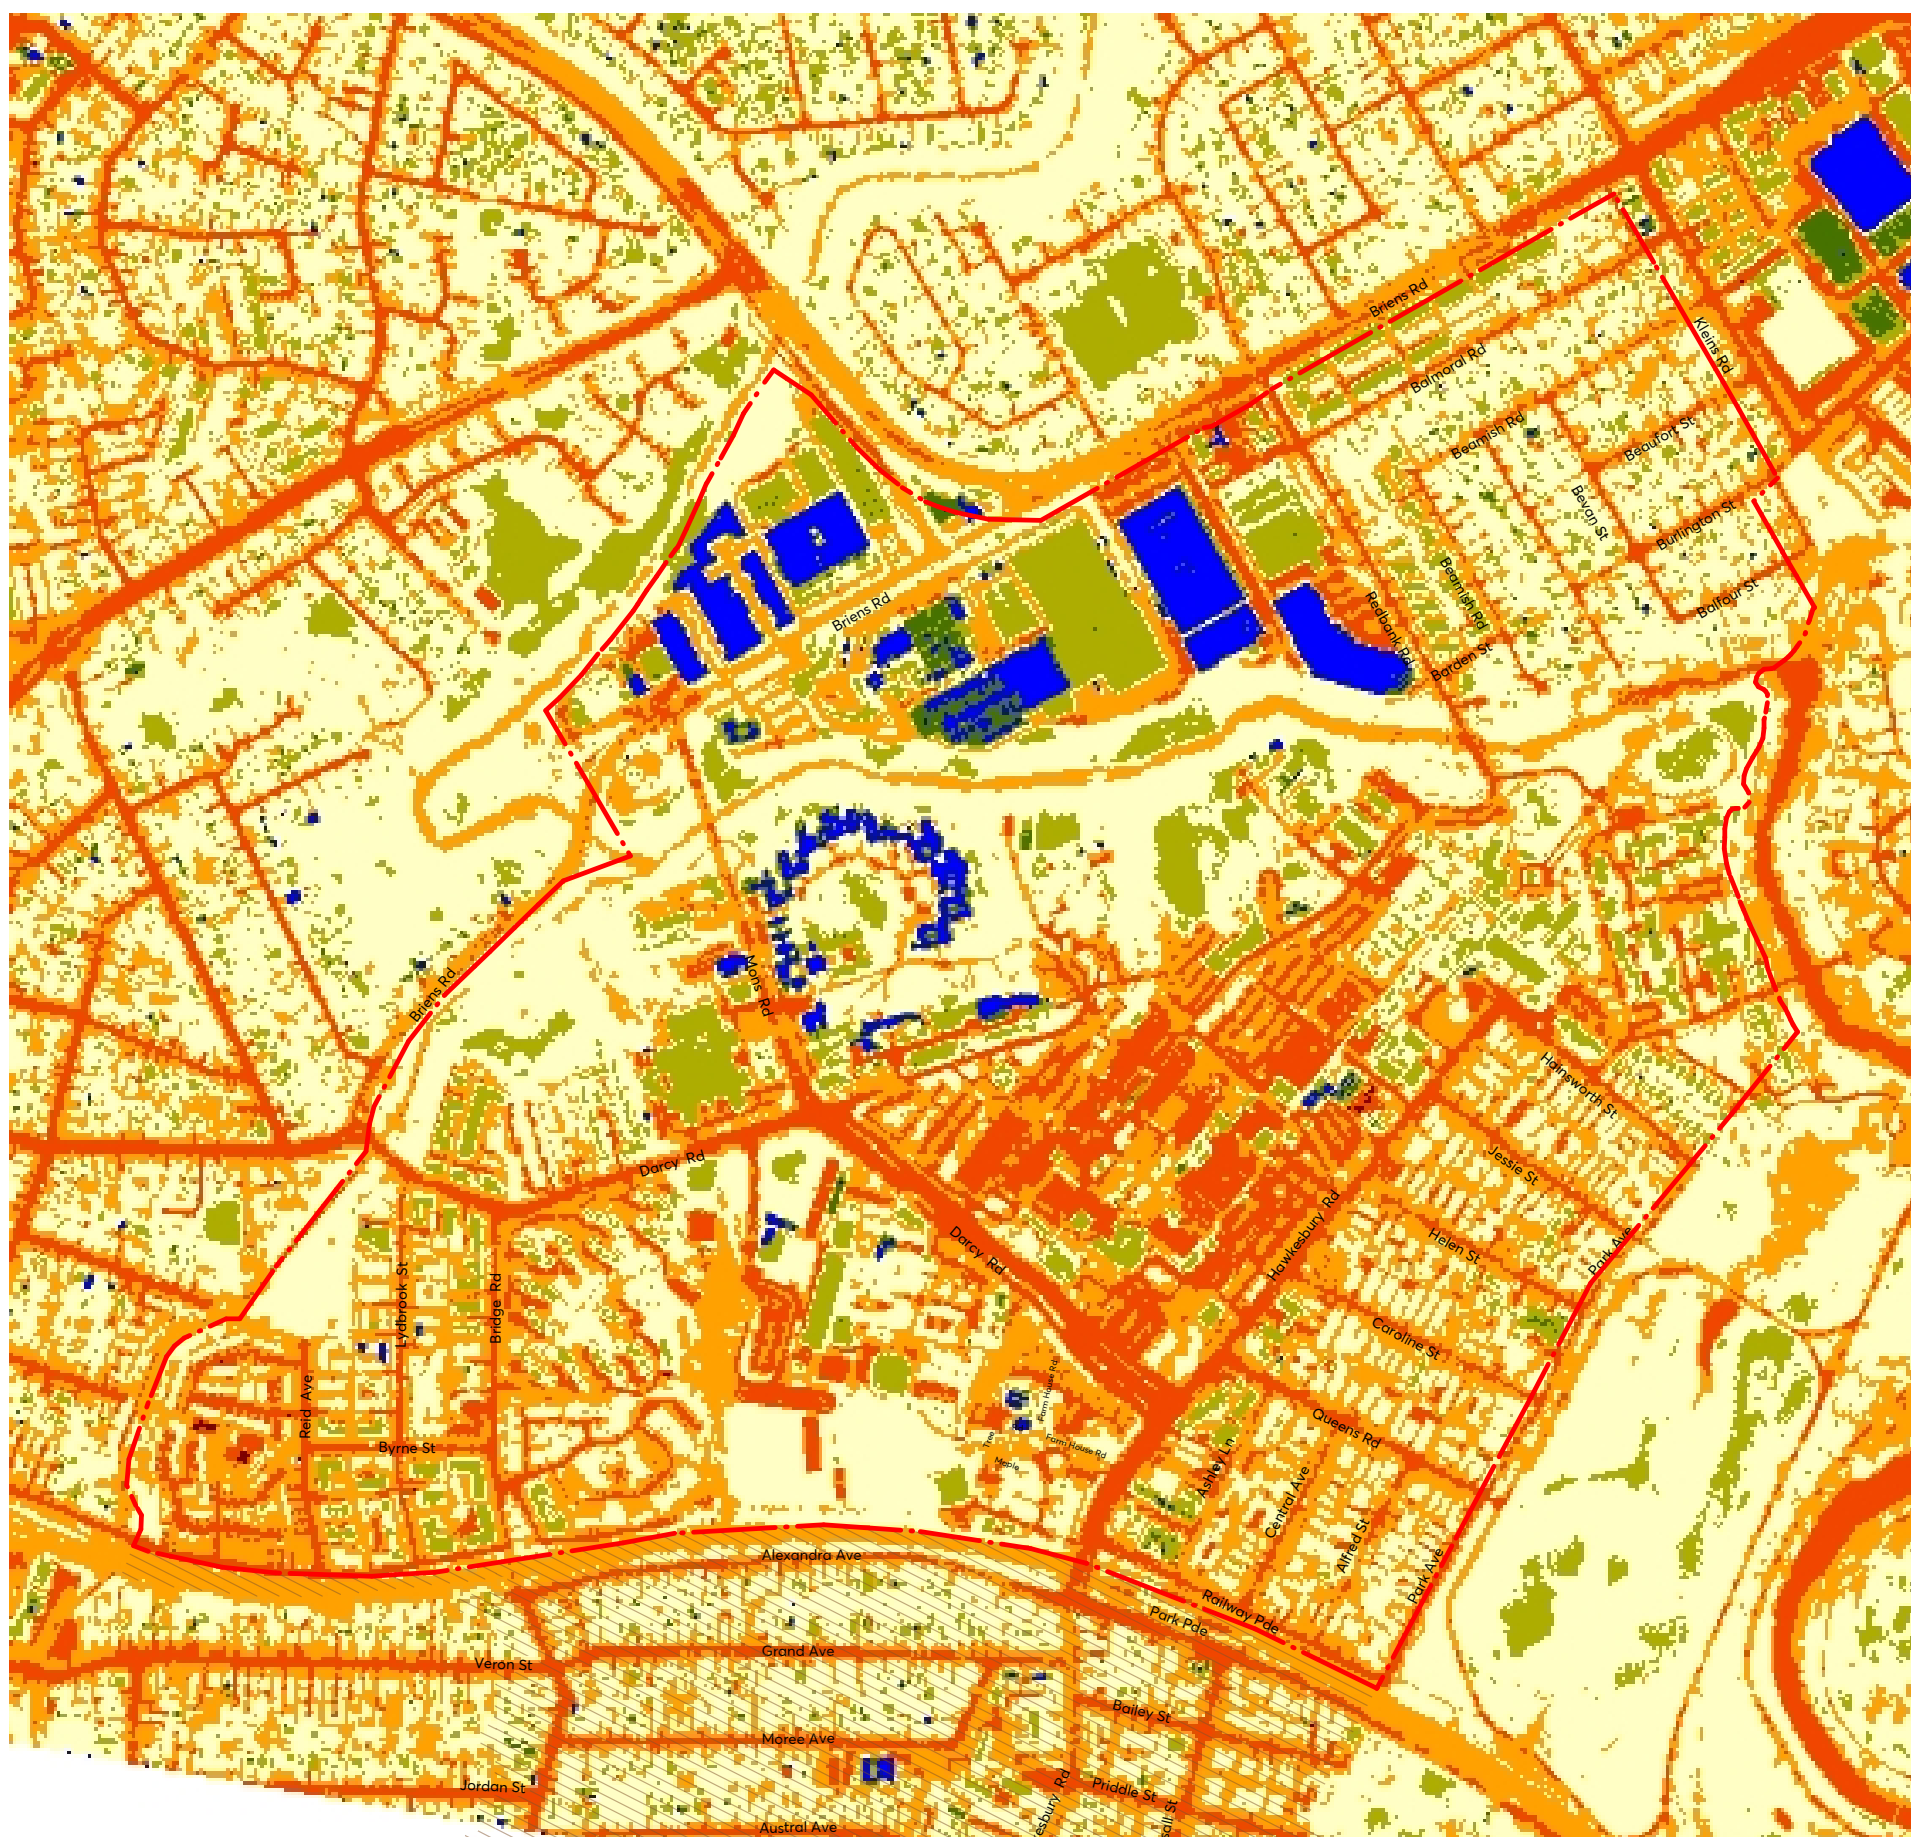 Briens Rd
Kleins Rd
Balmoral Rd
Beamish Rd
Beaufort St
Bevan St
Burlington St
Beamish Rd
Balfour St
Redbank Rd
Barden St
Briens Rd
Briens Rd
Mons Rd
Hainsworth St
Jessie St
Darcy Rd
Darcy Rd
Hawkesbury Rd
Helen St
Park Ave
Lydbrook St
Bridge Rd
Caroline St
Reid Ave
Byrne St
Farm House Rd
Farm House Rd
Tree
Maple
Queens Rd
Ashley Ln
Central Ave
Alfred St
Park Ave
Alexandra Ave
Railway Pde
Park Pde
Grand Ave
Veron St
Bailey St
Moree Ave
Jordan St
Priddle St
esbury Rd
sall St
Austral Ave